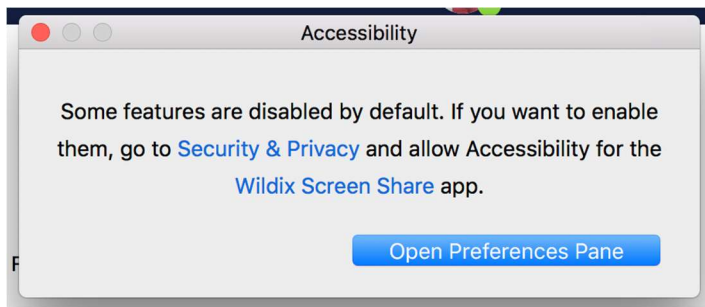 Accessibility
Some features are disabled by default. If you want to enable
them, go to Security & Privacy and allow Accessibility for the
Wildix Screen Share app.
Open Preferences Pane
F